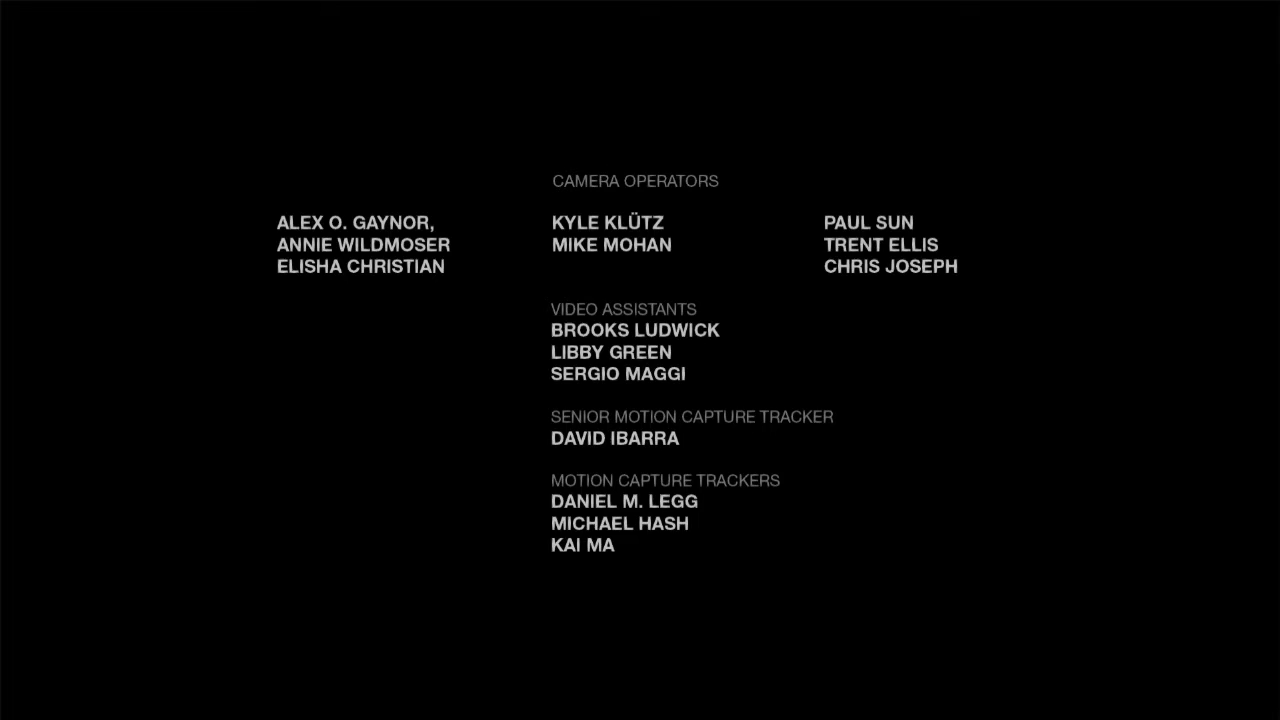 CAMERA OPERATORS
ALEX O. GAYNOR,
ANNIE WILDMOSER
ELISHA CHRISTIAN
KYLE KLÜTZ
MIKE MOHAN
PAUL SUN
TRENT ELLIS
CHRIS JOSEPH
VIDEO ASSISTANTS
BROOKS LUDWICK
LIBBY GREEN
SERGIO MAGGI
SENIOR MOTION CAPTURE TRACKER
DAVID IBARRA
MOTION CAPTURE TRACKERS
DANIEL M. LEGG
MICHAEL HASH
KAI MA